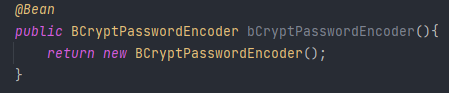 @Bean
public BCryptPasswordEncoder bCryptPasswordEncoder(){
    return new BCryptPasswordEncoder();
}